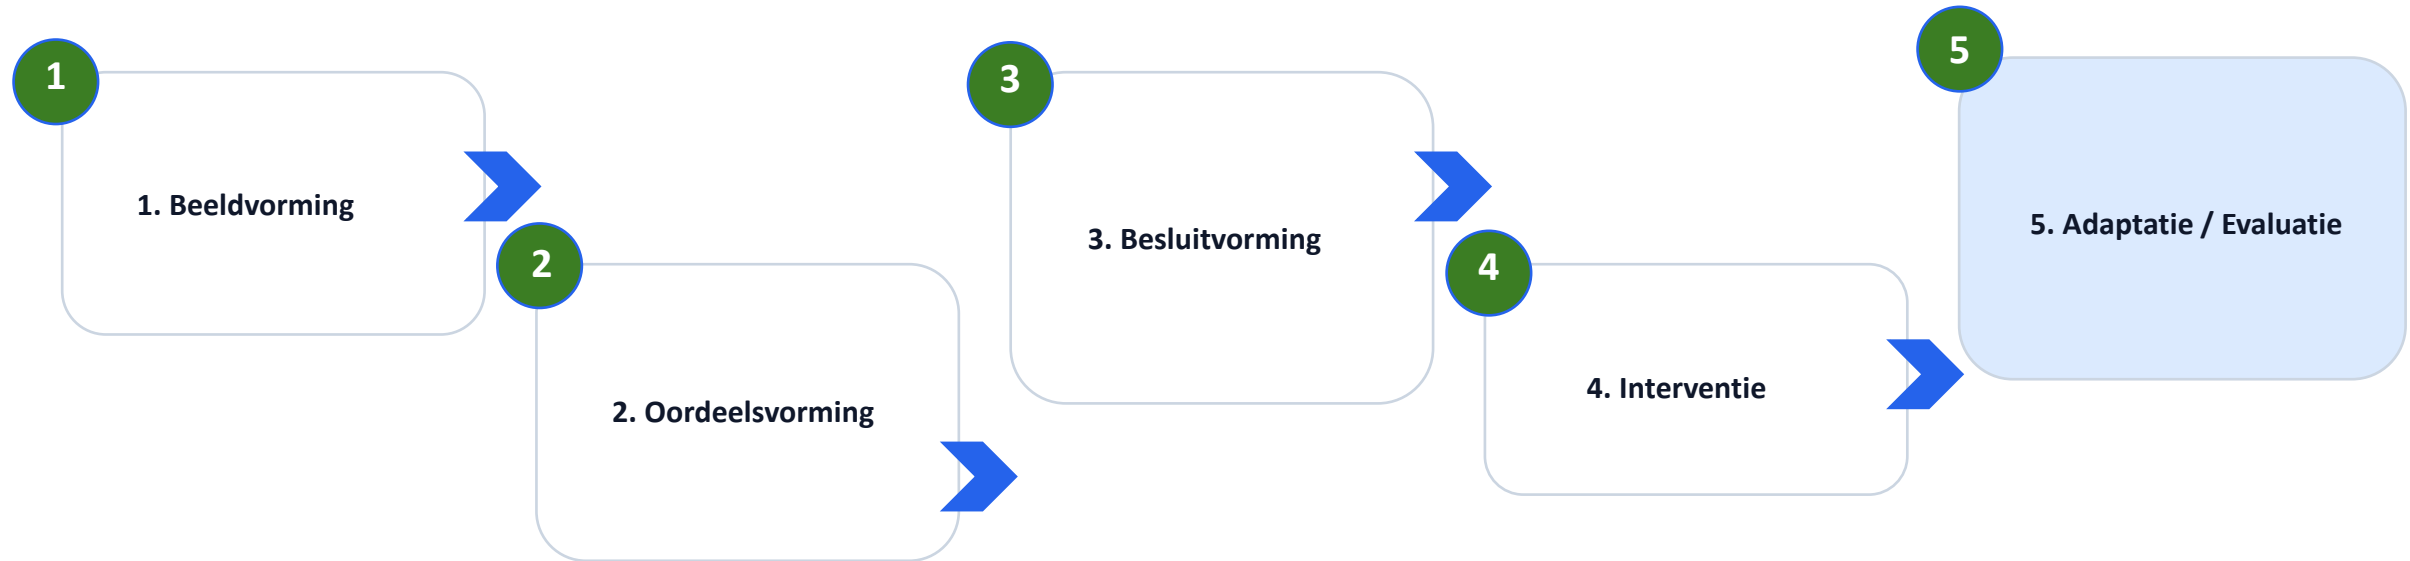 1
1. Beeldvorming
2
2. Oordeelsvorming
3
3. Besluitvorming
4
4. Interventie
5
5. Adaptatie / Evaluatie